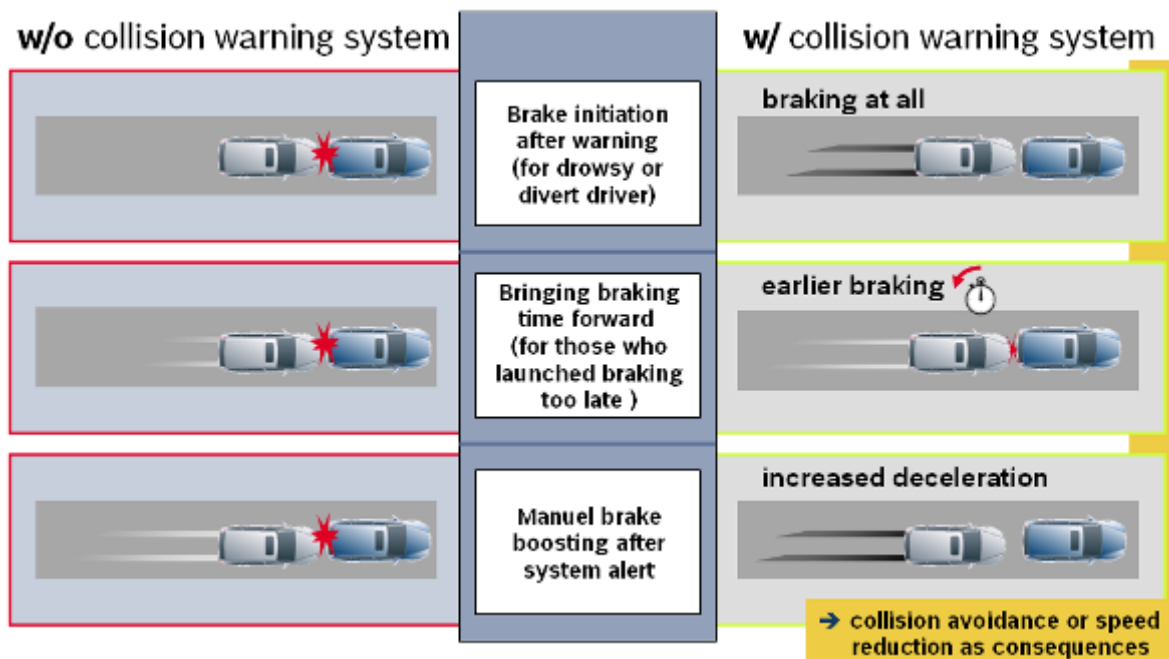 w/o collision warning system
w/ collision warning system
Brake initiation
after warning
(for drowsy or
divert driver)
braking at all
Bringing braking
time forward
(for those who
launched braking
too late )
earlier braking
Manuel brake
boosting after
system alert
increased deceleration
→ collision avoidance or speed
reduction as consequences